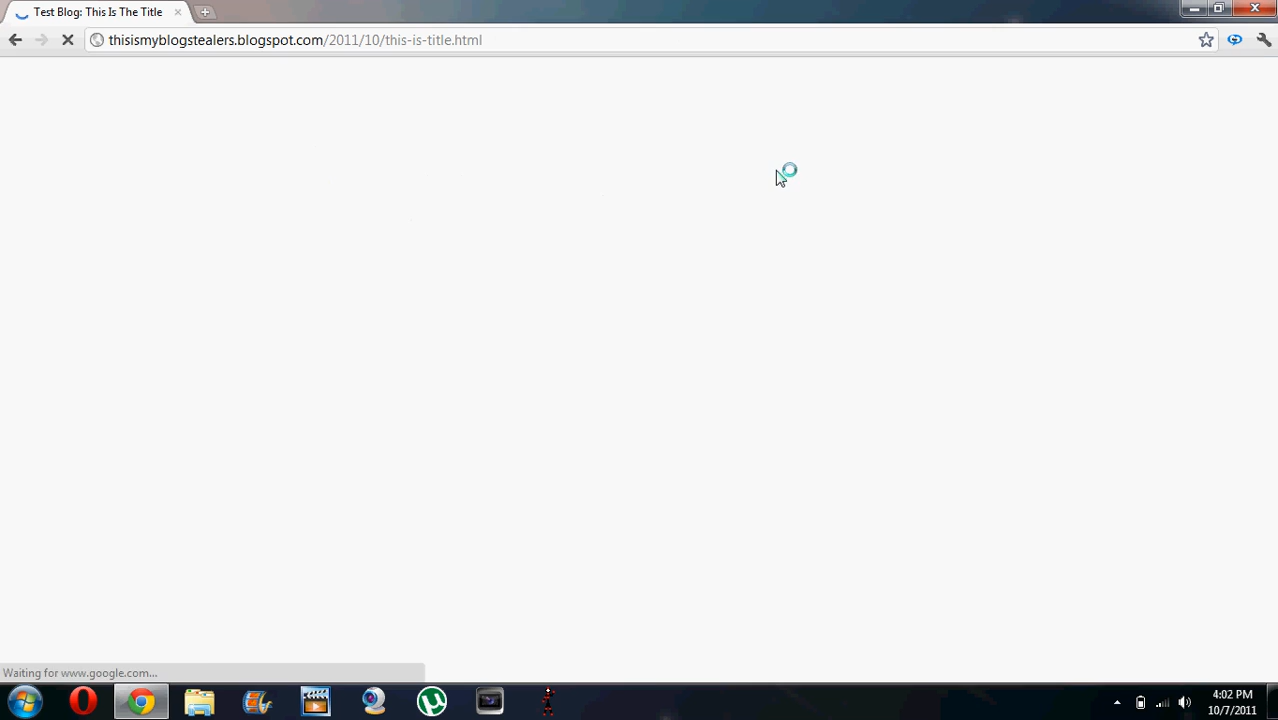 Test Blog: This Is The Title
thisismyblogstealers.blogspot.com/2011/10/this-is-title.html
Waiting for www.google.com...
4:02 PM
10/7/2011